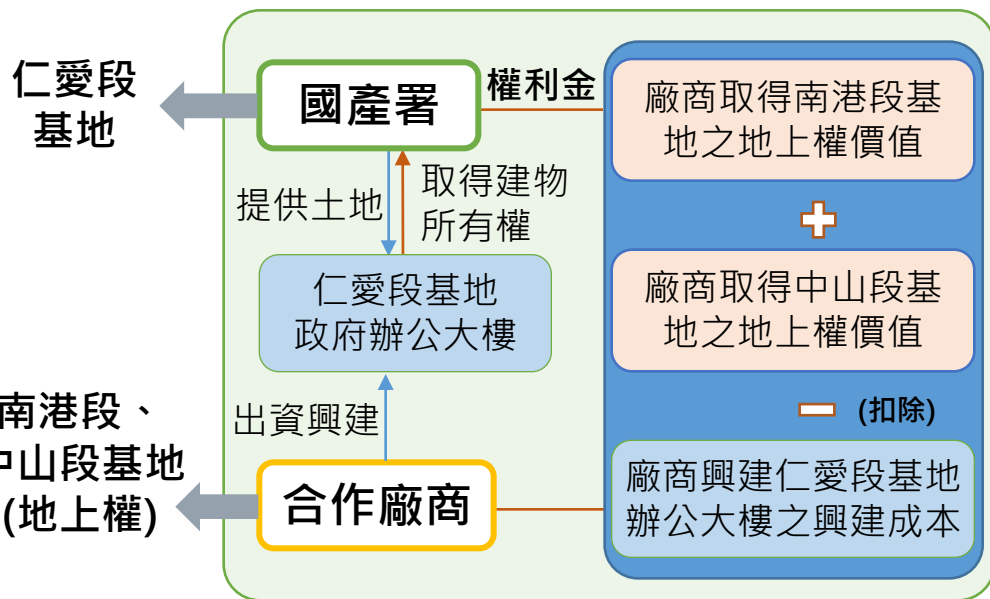 仁愛段
基地
國產署
權利金
廠商取得南港段基
地之地上權價值
提供土地
取得建物
所有權
仁愛段基地
政府辦公大樓
廠商取得中山段基
地之地上權價值
(扣除)
出資興建
南港段、
中山段基地
(地上權)
合作廠商
廠商興建仁愛段基地
辦公大樓之興建成本